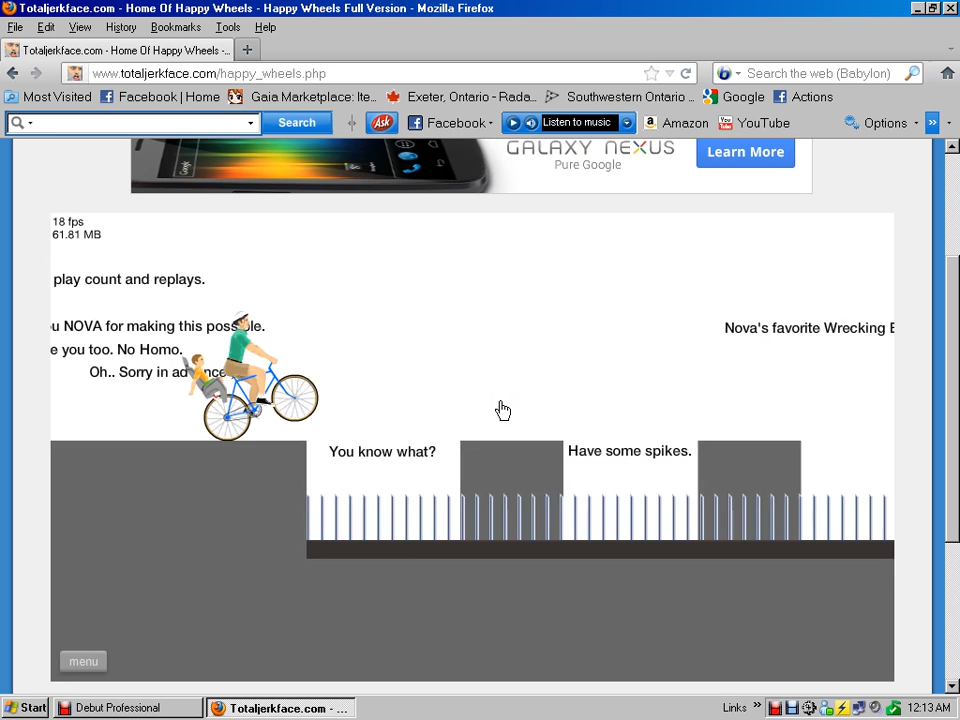 Totaljerkface.com - Home Of Happy Wheels - Happy Wheels Full Version - Mozilla Firefox
File Edit View History Bookmarks Tools Help
Totaljerkface.com - Home Of Happy Wheels -... +
www.totaljerkface.com/happy_wheels.php Search the web (Babylon)
Most Visited Facebook | Home Gaia Marketplace: Ite... Exeter, Ontario - Rada... Southwestern Ontario ... Google Actions
Search Ask Facebook Listen to music Amazon YouTube Options »
GALAXY NEXUS
Pure Google
Learn More
18 fps
61.81 MB
play count and replays.
u NOVA for making this possible.
e you too. No Homo.
Oh.. Sorry in advance
Nova's favorite Wrecking B
You know what?
Have some spikes.
menu
Start Debut Professional Totaljerkface.com - ... Links » 12:13 AM